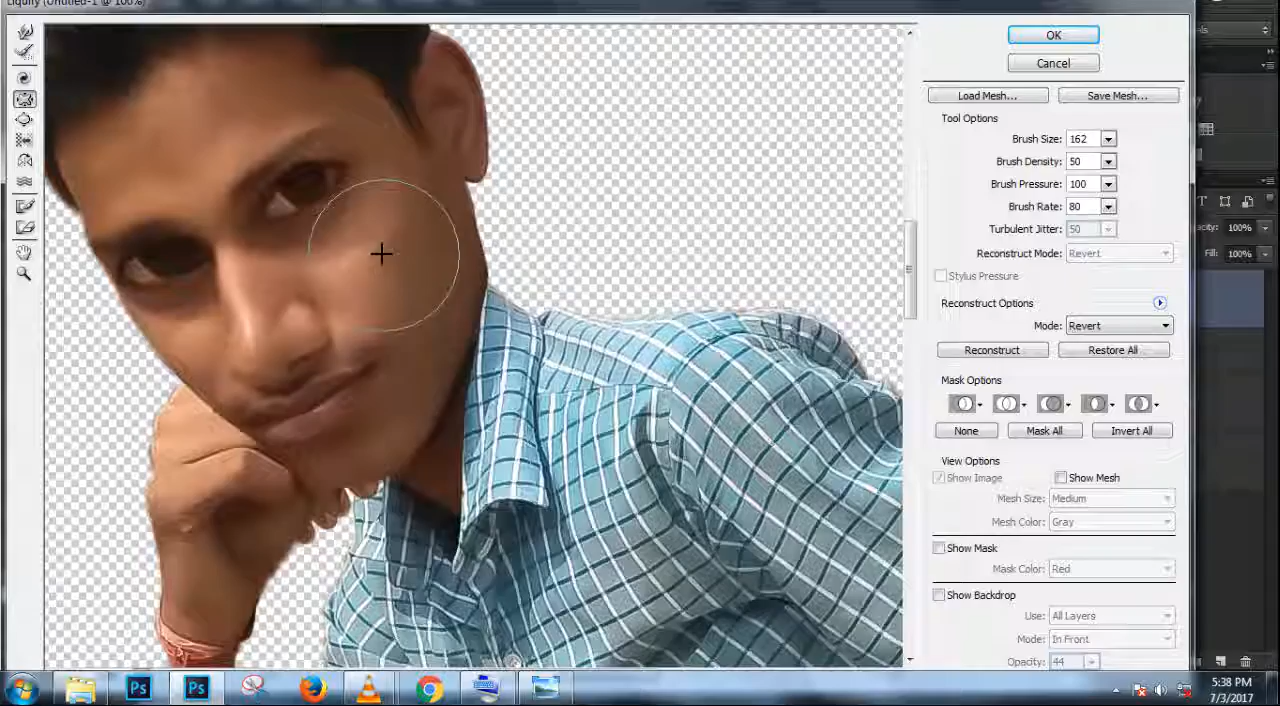 Liquify (Untitled-1 @ 100%)
OK
Cancel
Load Mesh...
Save Mesh...
Tool Options
Brush Size: 162
Brush Density: 50
Brush Pressure: 100
Brush Rate: 80
Turbulent Jitter: 50
Reconstruct Mode: Revert
Stylus Pressure
Reconstruct Options
Mode: Revert
Reconstruct
Restore All
Mask Options
None
Mask All
Invert All
View Options
Show Image
Show Mesh
Mesh Size: Medium
Mesh Color: Gray
Show Mask
Mask Color: Red
Show Backdrop
Use: All Layers
Mode: In Front
Opacity: 44
100%
Fill: 100%
Ps
Ps
5:38 PM
7/3/2017